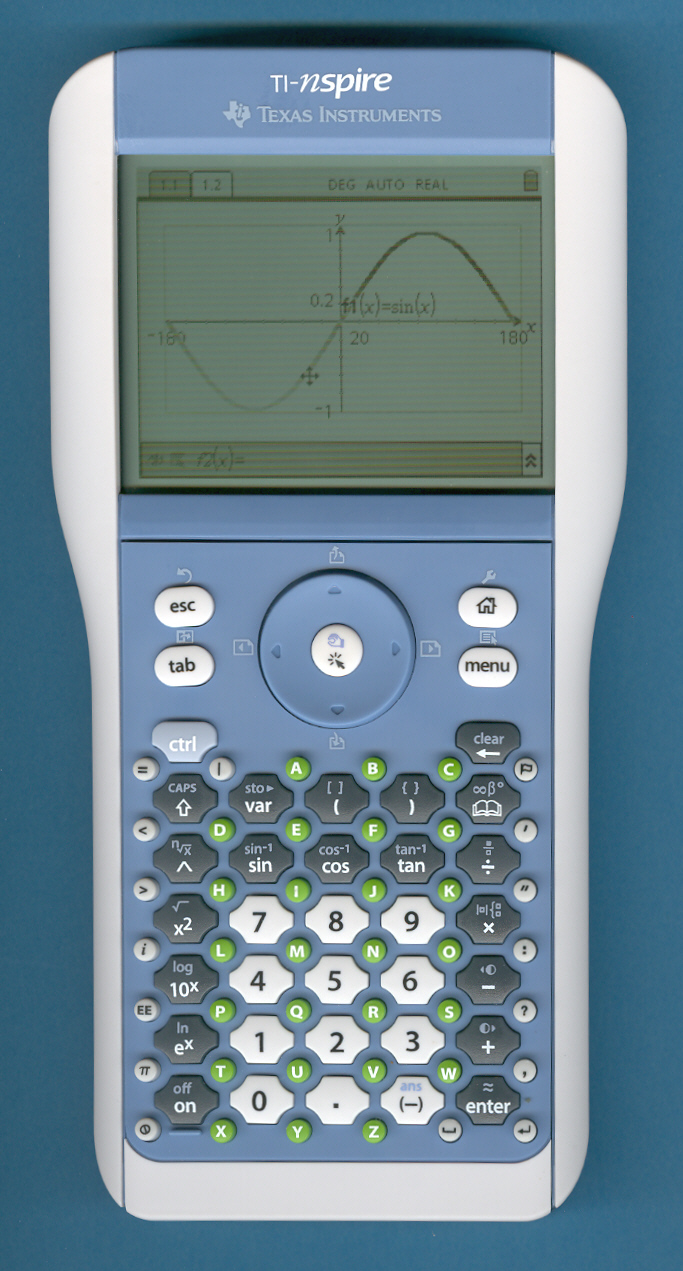 TI-nspire
TEXAS INSTRUMENTS
1.1 1.2 DEG AUTO REAL
y
1
0.2 f1(x)=sin(x)
-180 20 180 x
-1
f2(x)=
esc
tab menu
ctrl clear
= | A B C
CAPS sto▸ [ ] { } ∞β°
var ( )
< D E F G ′
ⁿ√x sin⁻¹ cos⁻¹ tan⁻¹
^ sin cos tan ÷
> H I J K ″
√
x² 7 8 9 ×
i L M N O :
log
10ˣ 4 5 6 −
EE P Q R S ?
ln
eˣ 1 2 3 +
π T U V W ,
off ans ≈
on 0 . (−) enter
X Y Z